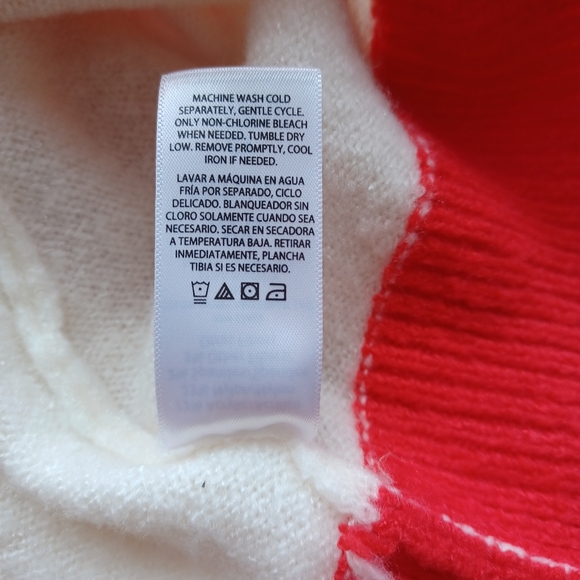 MACHINE WASH COLD
SEPARATELY, GENTLE CYCLE.
ONLY NON-CHLORINE BLEACH
WHEN NEEDED. TUMBLE DRY
LOW. REMOVE PROMPTLY, COOL
IRON IF NEEDED.
LAVAR A MÁQUINA EN AGUA
FRÍA POR SEPARADO, CICLO
DELICADO. BLANQUEADOR SIN
CLORO SOLAMENTE CUANDO SEA
NECESARIO. SECAR EN SECADORA
A TEMPERATURA BAJA. RETIRAR
INMEDIATAMENTE, PLANCHA
TIBIA SI ES NECESARIO.